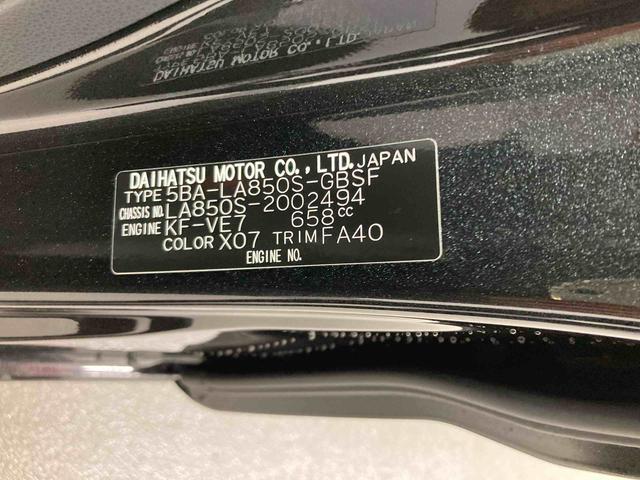 DAIHATSU MOTOR CO., LTD. JAPAN
TYPE 5BA-LA850S-GBSF
CHASSIS NO. LA850S-2002494
ENGINE KF-VE7 658cc
COLOR X07 TRIM FA40
ENGINE NO.